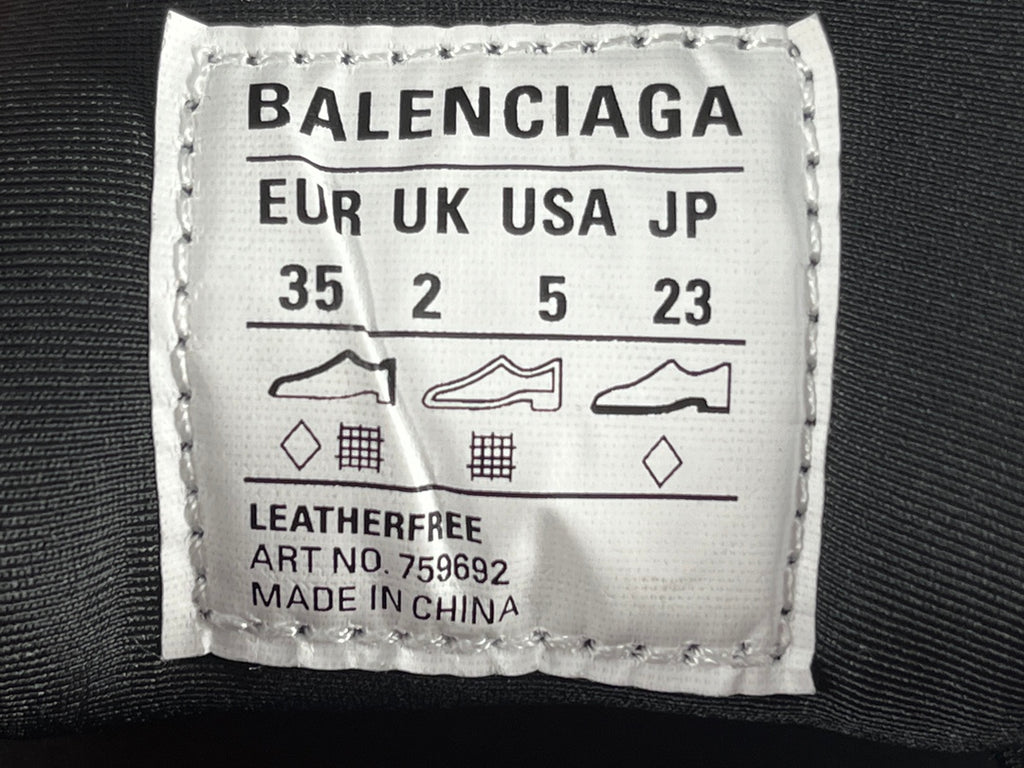 BALENCIAGA
EUR UK USA JP
35 2 5 23
LEATHERFREE
ART NO. 759692
MADE IN CHINA